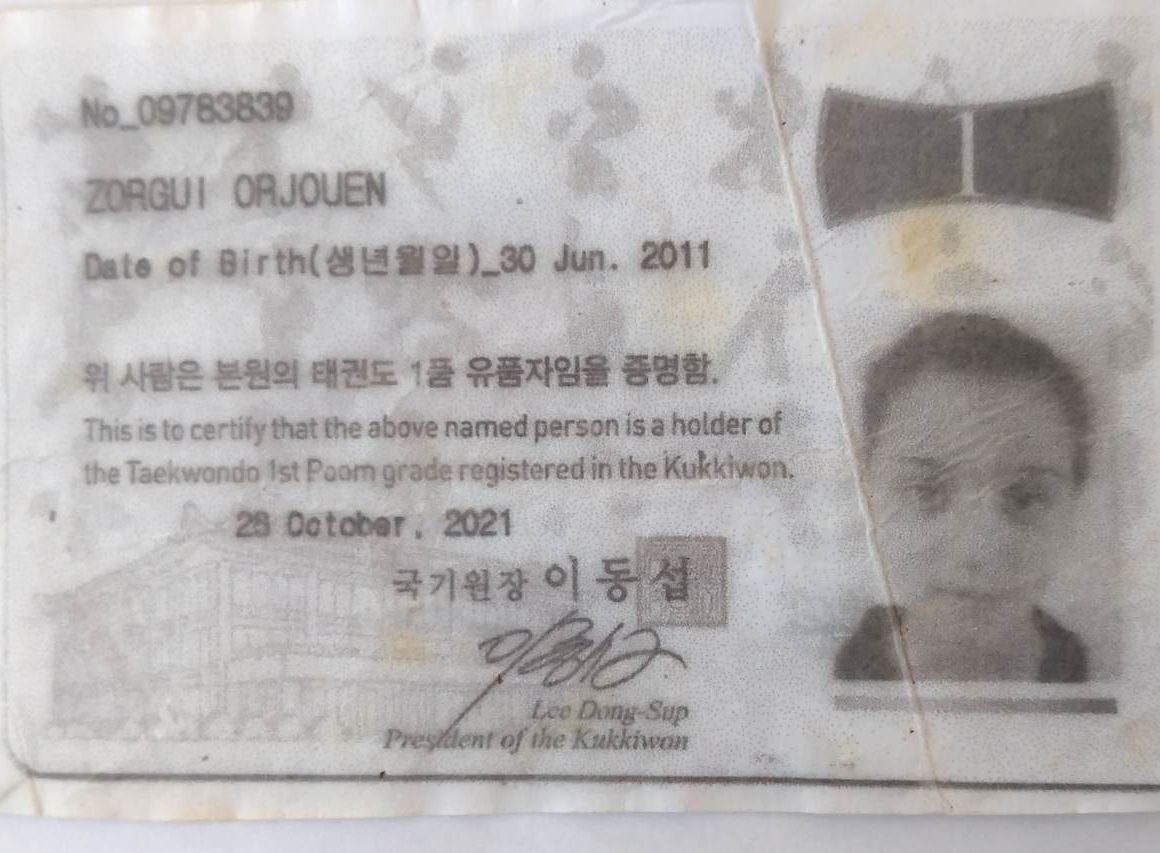 No_09783839
ZORGUI ORJOUEN
Date of Birth(생년월일)_30 Jun. 2011
위 사람은 본원의 태권도 1품 유품자임을 증명함.
This is to certify that the above named person is a holder of
the Taekwondo 1st Poom grade registered in the Kukkiwon.
28 October, 2021
국기원장 이동섭
Lee Dong-Sup
President of the Kukkiwon